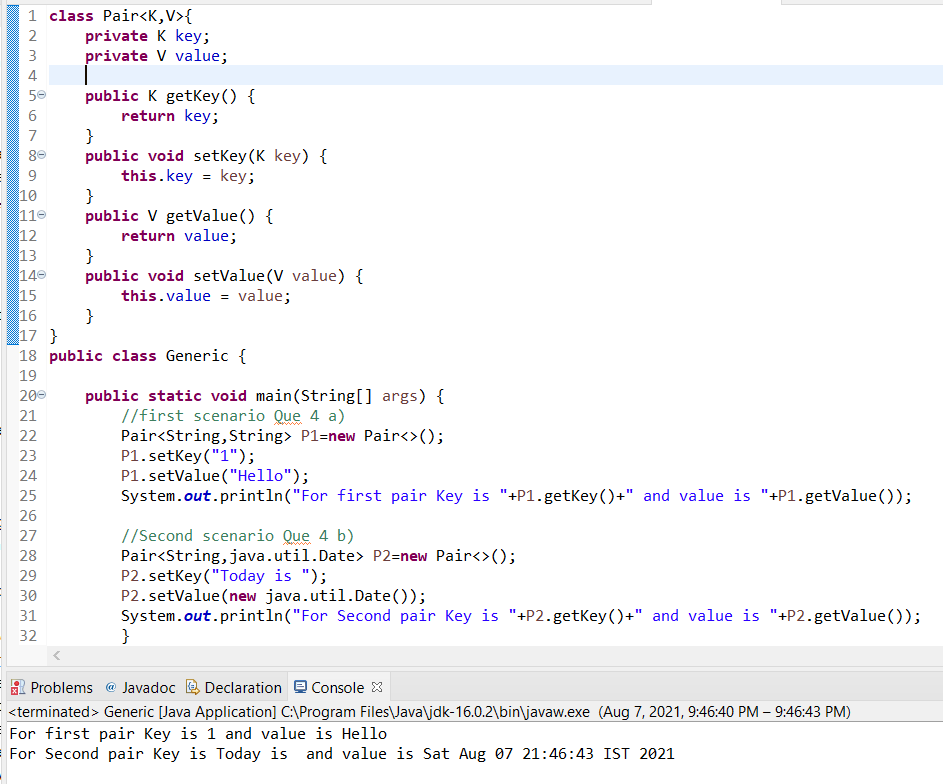 1 class Pair<K,V>{
2     private K key;
3     private V value;
4
5     public K getKey() {
6         return key;
7     }
8     public void setKey(K key) {
9         this.key = key;
10     }
11     public V getValue() {
12         return value;
13     }
14     public void setValue(V value) {
15         this.value = value;
16     }
17 }
18 public class Generic {
19
20     public static void main(String[] args) {
21         //first scenario Que 4 a)
22         Pair<String,String> P1=new Pair<>();
23         P1.setKey("1");
24         P1.setValue("Hello");
25         System.out.println("For first pair Key is "+P1.getKey()+" and value is "+P1.getValue());
26
27         //Second scenario Que 4 b)
28         Pair<String,java.util.Date> P2=new Pair<>();
29         P2.setKey("Today is ");
30         P2.setValue(new java.util.Date());
31         System.out.println("For Second pair Key is "+P2.getKey()+" and value is "+P2.getValue());
32         }
Problems @ Javadoc Declaration Console
<terminated> Generic [Java Application] C:\Program Files\Java\jdk-16.0.2\bin\javaw.exe (Aug 7, 2021, 9:46:40 PM – 9:46:43 PM)
For first pair Key is 1 and value is Hello
For Second pair Key is Today is  and value is Sat Aug 07 21:46:43 IST 2021